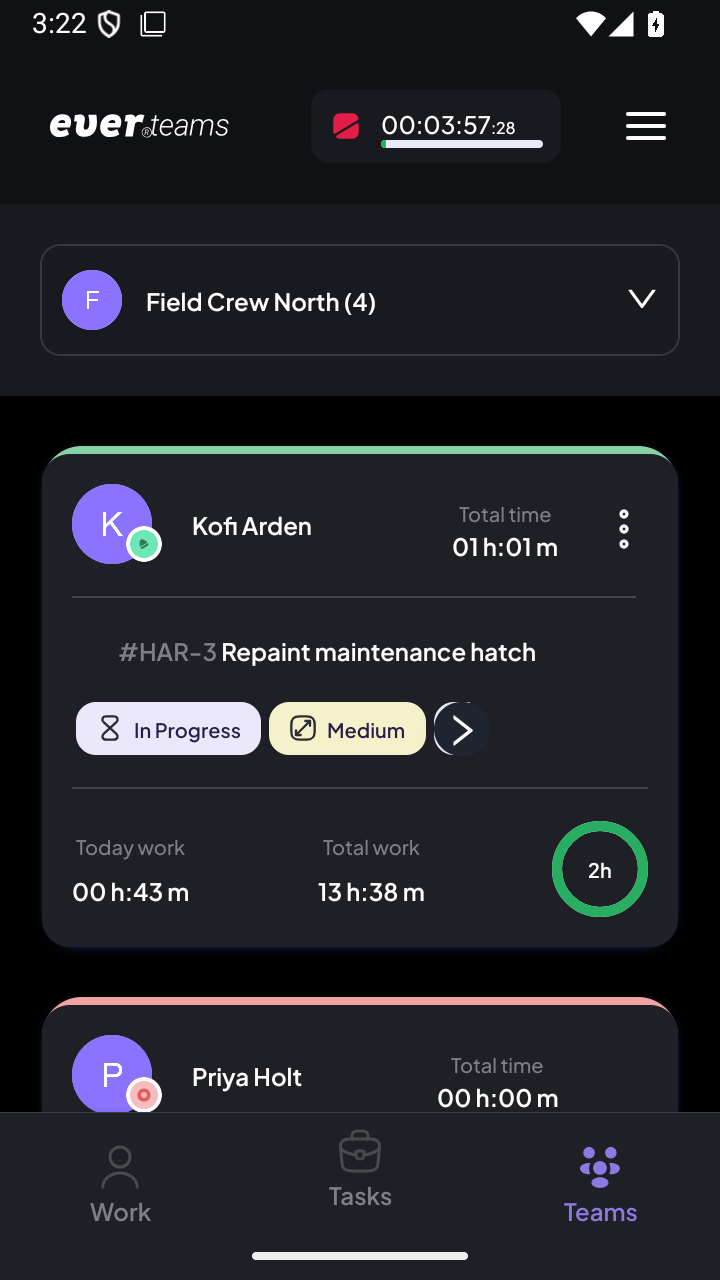 3:22
ever®teams
00:03:57:28
F
Field Crew North (4)
K
Kofi Arden
Total time
01 h:01 m
#HAR-3 Repaint maintenance hatch
In Progress
Medium
Today work
Total work
00 h:43 m
13 h:38 m
2h
P
Priya Holt
Total time
00 h:00 m
Work
Tasks
Teams